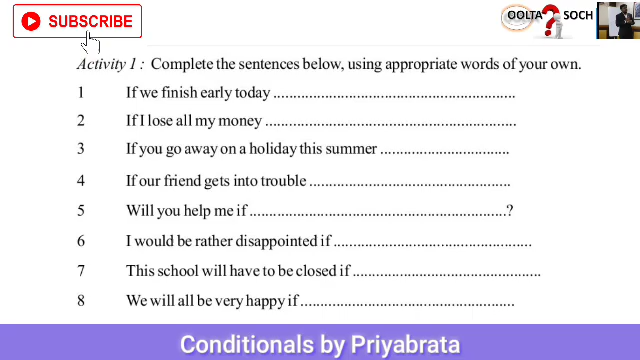 SUBSCRIBE
OOLTA ? SOCH
Activity 1 : Complete the sentences below, using appropriate words of your own.
1 If we finish early today .............................................................
2 If I lose all my money ...............................................................
3 If you go away on a holiday this summer ................................
4 If our friend gets into trouble ..................................................
5 Will you help me if ................................................................?
6 I would be rather disappointed if .................................................
7 This school will have to be closed if ...............................................
8 We will all be very happy if .....................................................
Conditionals by Priyabrata